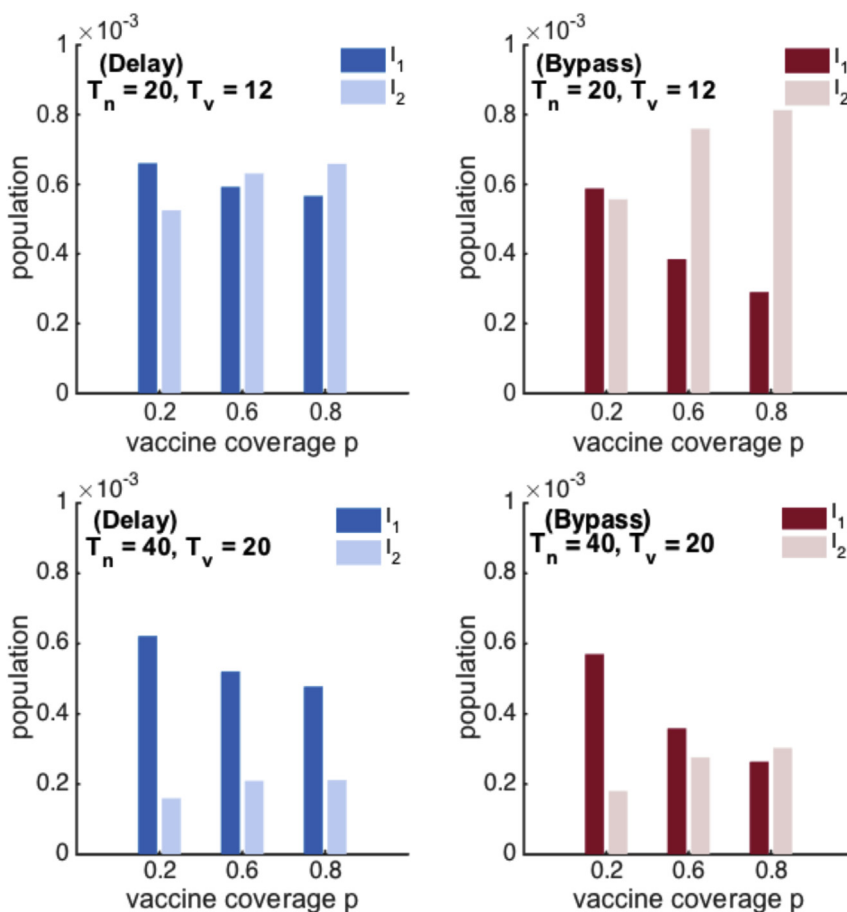 ×10⁻³
1
(Delay)
Tₙ = 20, Tᵥ = 12
I₁
I₂
0.8
0.6
0.4
0.2
0
population
0.2 0.6 0.8
vaccine coverage p
×10⁻³
1
(Bypass)
Tₙ = 20, Tᵥ = 12
I₁
I₂
0.8
0.6
0.4
0.2
0
population
0.2 0.6 0.8
vaccine coverage p
×10⁻³
1
(Delay)
Tₙ = 40, Tᵥ = 20
I₁
I₂
0.8
0.6
0.4
0.2
0
population
0.2 0.6 0.8
vaccine coverage p
×10⁻³
1
(Bypass)
Tₙ = 40, Tᵥ = 20
I₁
I₂
0.8
0.6
0.4
0.2
0
population
0.2 0.6 0.8
vaccine coverage p